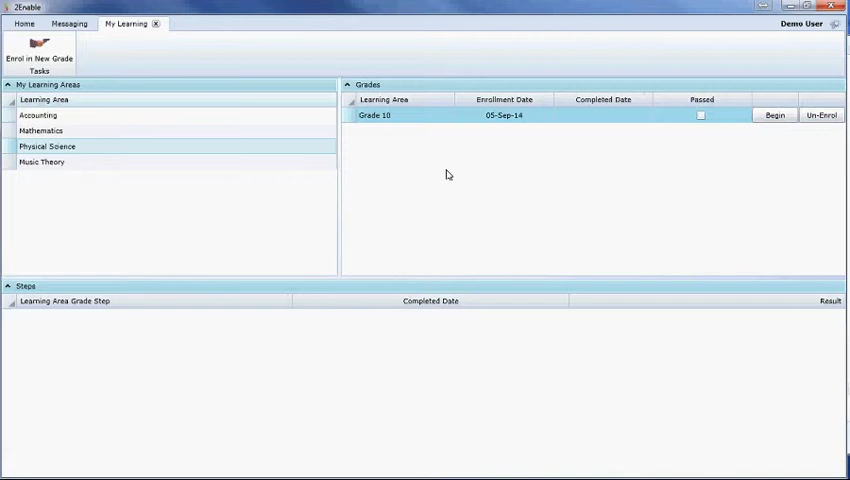 2Enable
Home Messaging My Learning Demo User
Enrol in New Grade
Tasks
My Learning Areas
Learning Area
Accounting
Mathematics
Physical Science
Music Theory
Grades
Learning Area Enrollment Date Completed Date Passed
Grade 10 05-Sep-14 Begin Un-Enrol
Steps
Learning Area Grade Step Completed Date Result